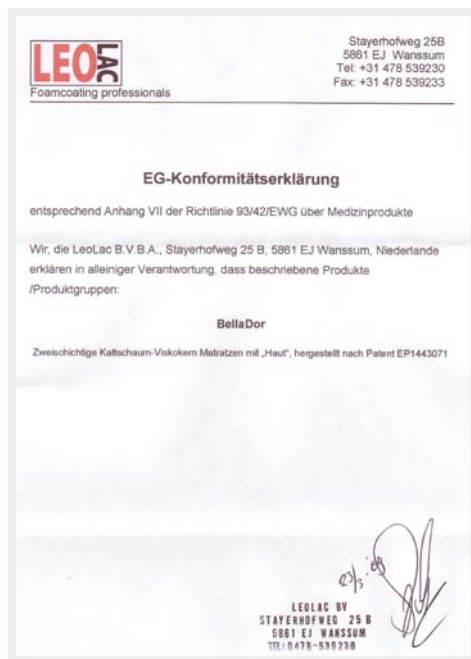 LEO LAC
Foamcoating professionals
Stayerhofweg 25B
5861 EJ Wanssum
Tel: +31 478 539230
Fax: +31 478 539233
EG-Konformitätserklärung
entsprechend Anhang VII der Richtlinie 93/42/EWG über Medizinprodukte
Wir, die LeoLac B.V.B.A., Stayerhofweg 25 B, 5861 EJ Wanssum, Niederlande
erklären in alleiniger Verantwortung, dass beschriebene Produkte
/Produktgruppen:
BellaDor
Zweischichtige Kaltschaum-Viskokern Matratzen mit „Haut", hergestellt nach Patent EP1443071
LEOLAC BV
STAYERHOFWEG 25 B
5861 EJ WANSSUM
TEL: 0478-539230